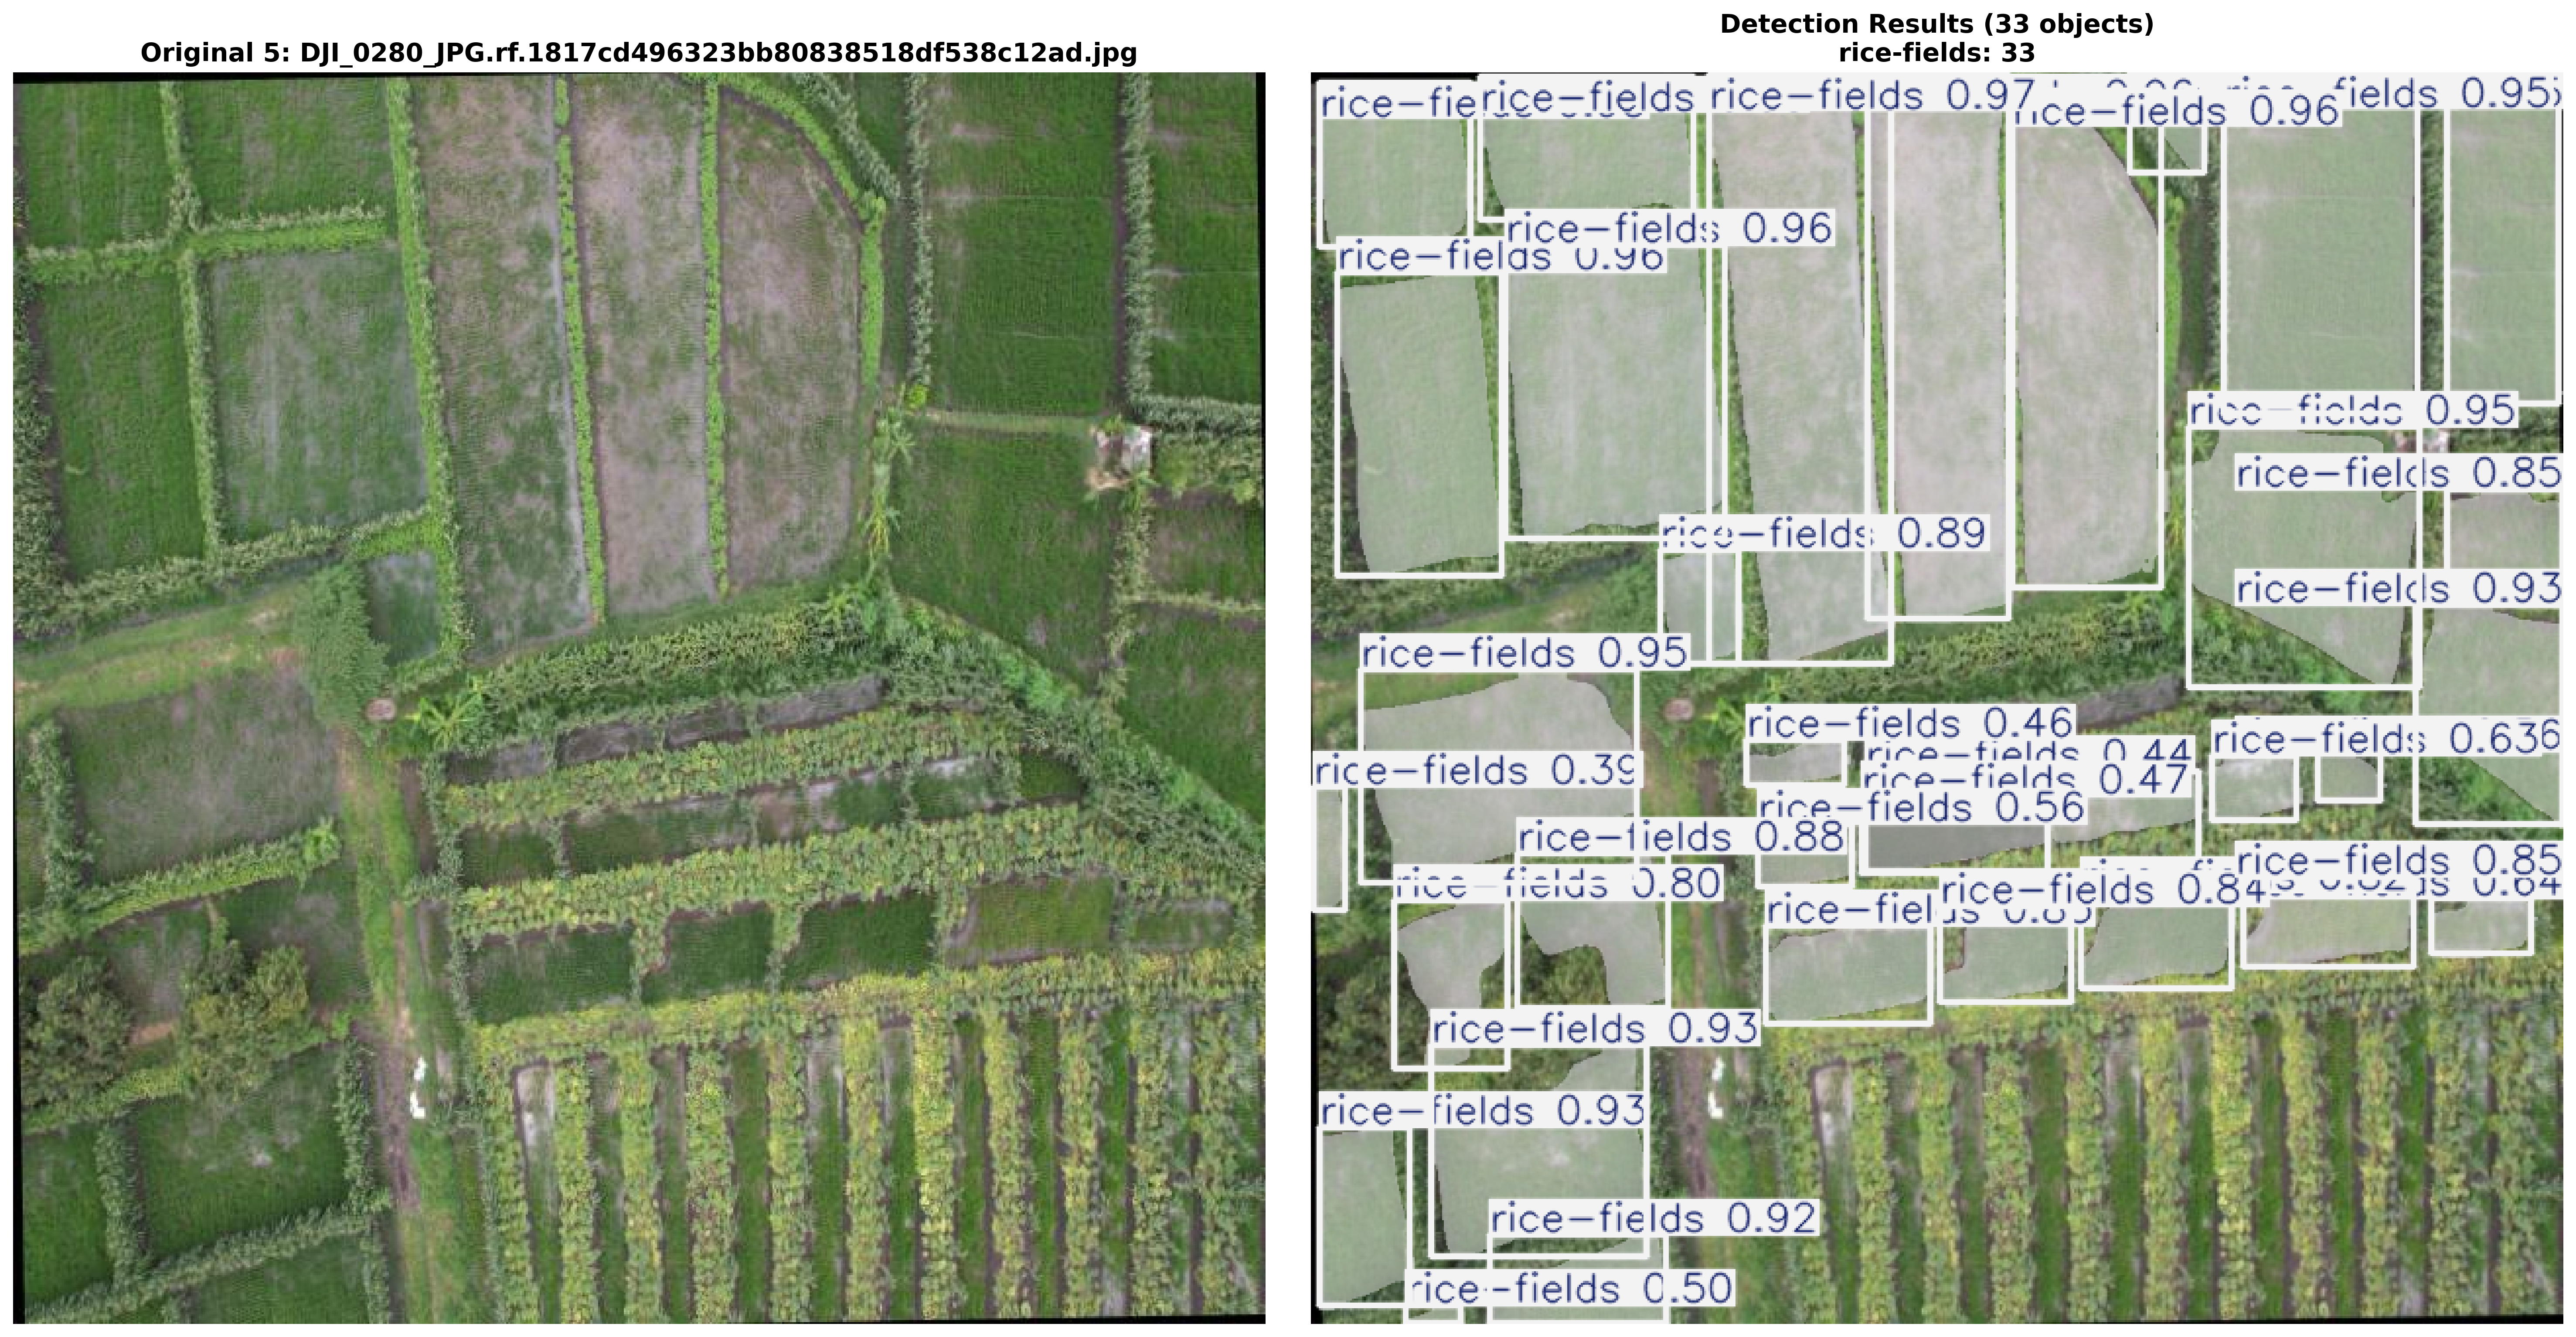 Original 5: DJI_0280_JPG.rf.1817cd496323bb80838518df538c12ad.jpg
Detection Results (33 objects)
rice-fields: 33
rice-fie
rice-fields
rice-fields 0.97
fields 0.95
rice-fields 0.96
rice-fields 0.96
rice-fields 0.96
rice-fields 0.95
rice-fields 0.85
rice-fields 0.89
rice-fields 0.93
rice-fields 0.95
rice-fields 0.46
rice-fields 0.63
rice-fields 0.44
rice-fields 0.39
rice-fields 0.47
rice-fields 0.56
rice-fields 0.88
rice-fields 0.85
rice-fields 0.80
rice-fields 0.84
rice-fields 0.93
rice-fields 0.93
rice-fields 0.92
rice-fields 0.50